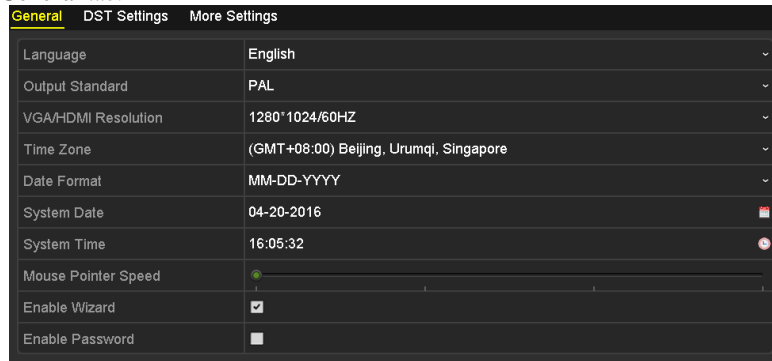 General DST Settings More Settings
Language English
Output Standard PAL
VGA/HDMI Resolution 1280*1024/60HZ
Time Zone (GMT+08:00) Beijing, Urumqi, Singapore
Date Format MM-DD-YYYY
System Date 04-20-2016
System Time 16:05:32
Mouse Pointer Speed
Enable Wizard
Enable Password